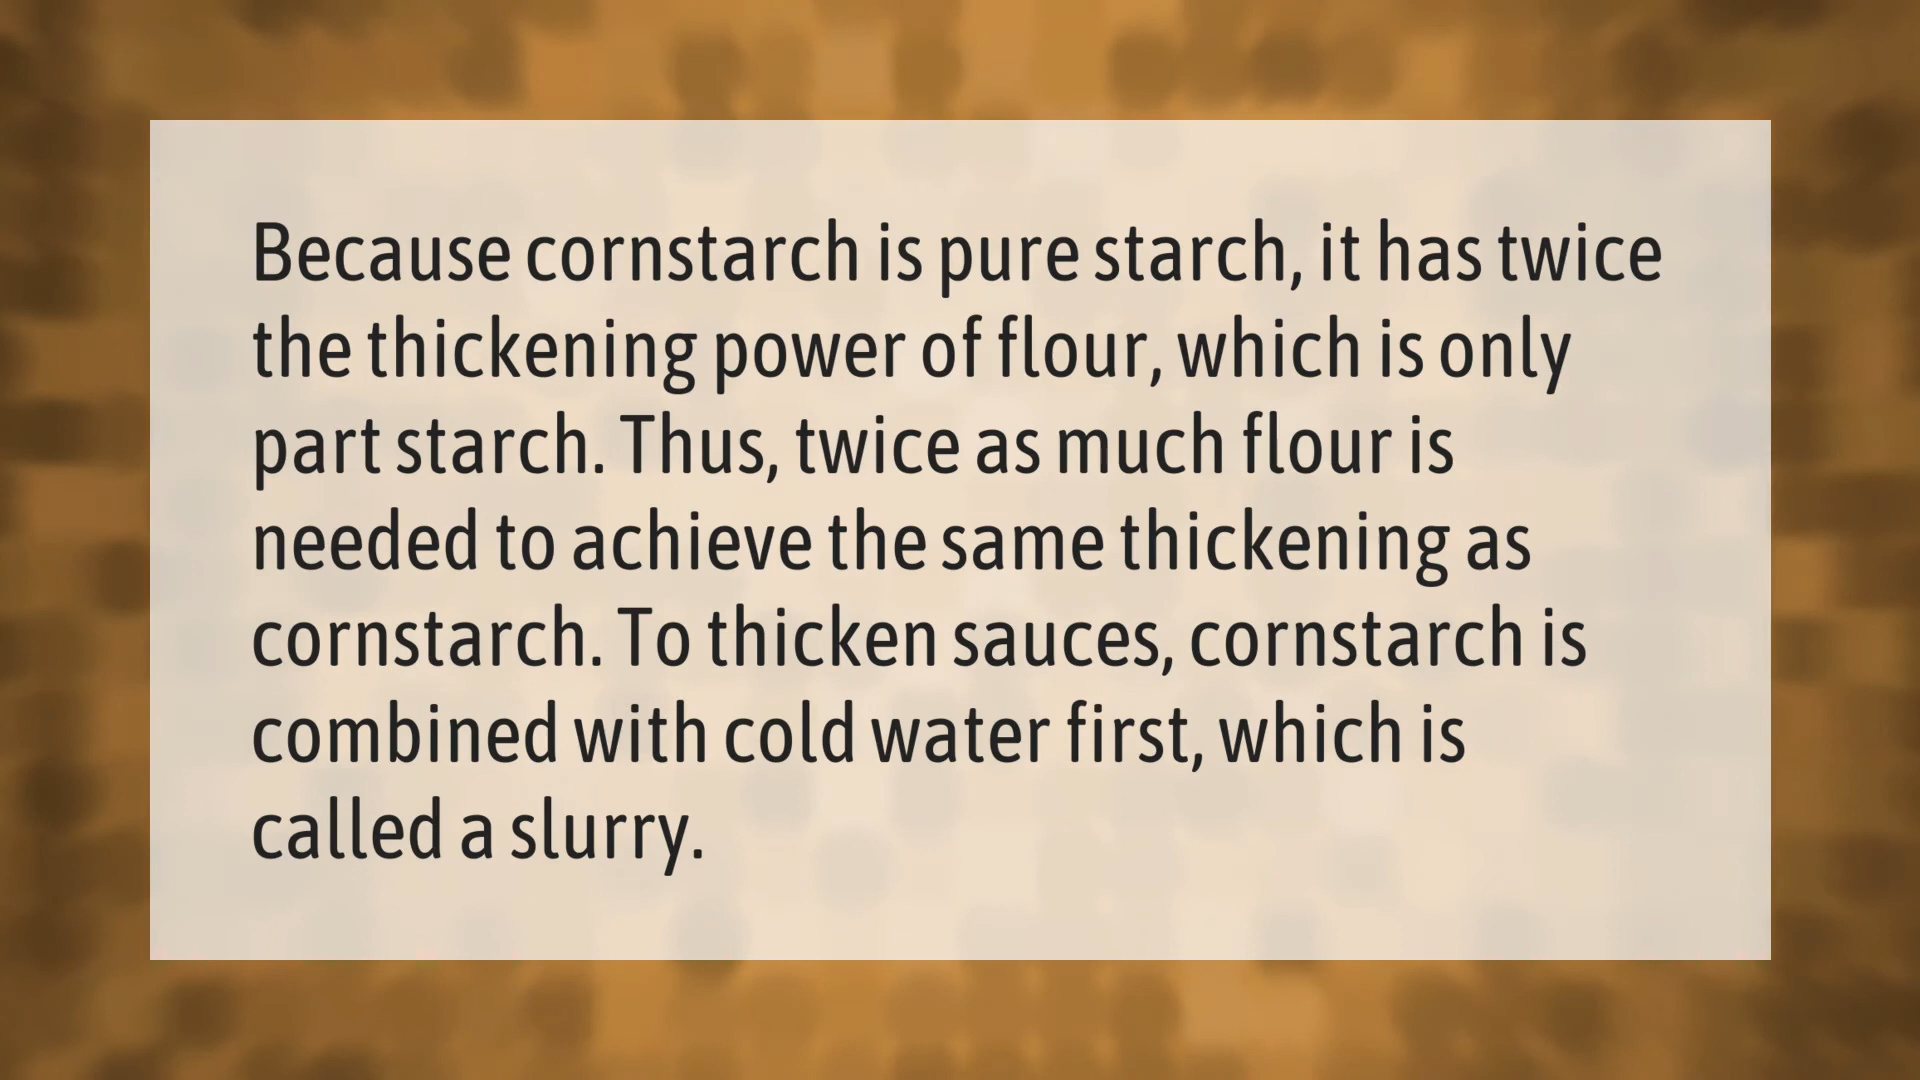 Because cornstarch is pure starch, it has twice
the thickening power of flour, which is only
part starch. Thus, twice as much flour is
needed to achieve the same thickening as
cornstarch. To thicken sauces, cornstarch is
combined with cold water first, which is
called a slurry.